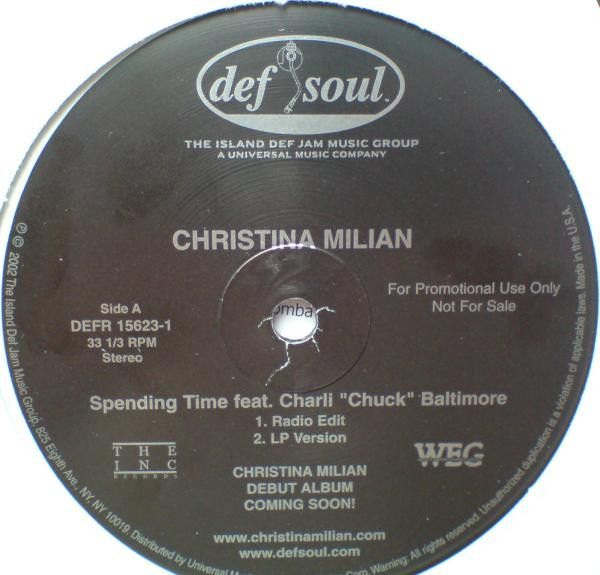 def soul
THE ISLAND DEF JAM MUSIC GROUP
A UNIVERSAL MUSIC COMPANY
CHRISTINA MILIAN
For Promotional Use Only
Not For Sale
Side A
DEFR 15623-1
33 1/3 RPM
Stereo
omba
Spending Time feat. Charli "Chuck" Baltimore
1. Radio Edit
2. LP Version
THE
INC
RECORDS
WEG
CHRISTINA MILIAN
DEBUT ALBUM
COMING SOON!
www.christinamilian.com
www.defsoul.com
℗ © 2002 The Island Def Jam Music Group, 825 Eighth Ave., NY, NY 10019. Distributed by Universal Corp. Warning: All rights reserved. Unauthorized duplication is a violation of applicable laws. Made in the U.S.A.